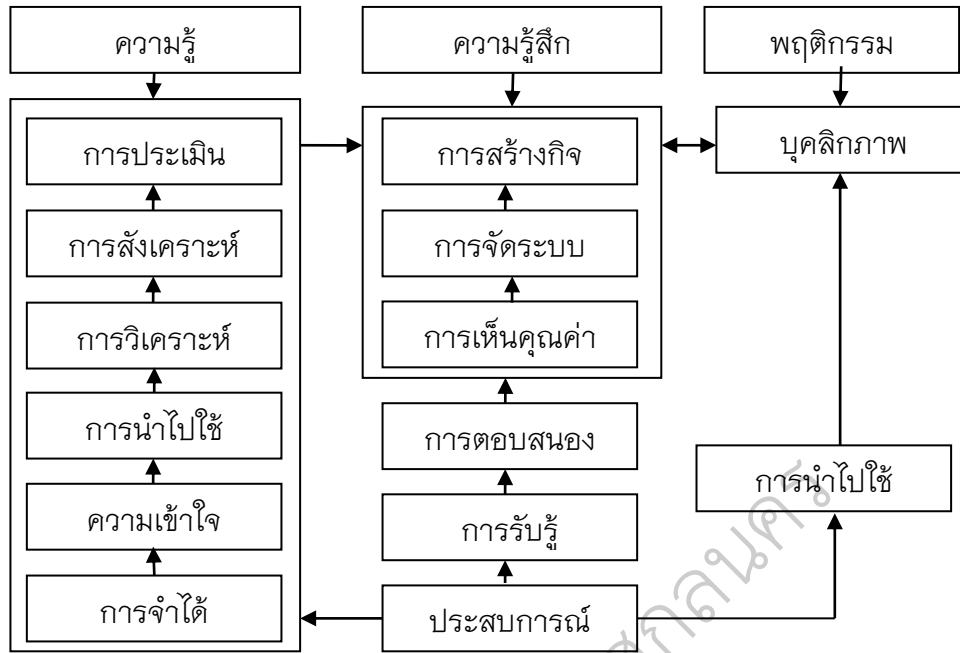 ความรู้
ความรู้สึก
พฤติกรรม
การประเมิน
การสร้างกิจ
บุคลิกภาพ
การสังเคราะห์
การจัดระบบ
การวิเคราะห์
การเห็นคุณค่า
การนำไปใช้
การตอบสนอง
การนำไปใช้
ความเข้าใจ
การรับรู้
การจำได้
ประสบการณ์
สกลนคร